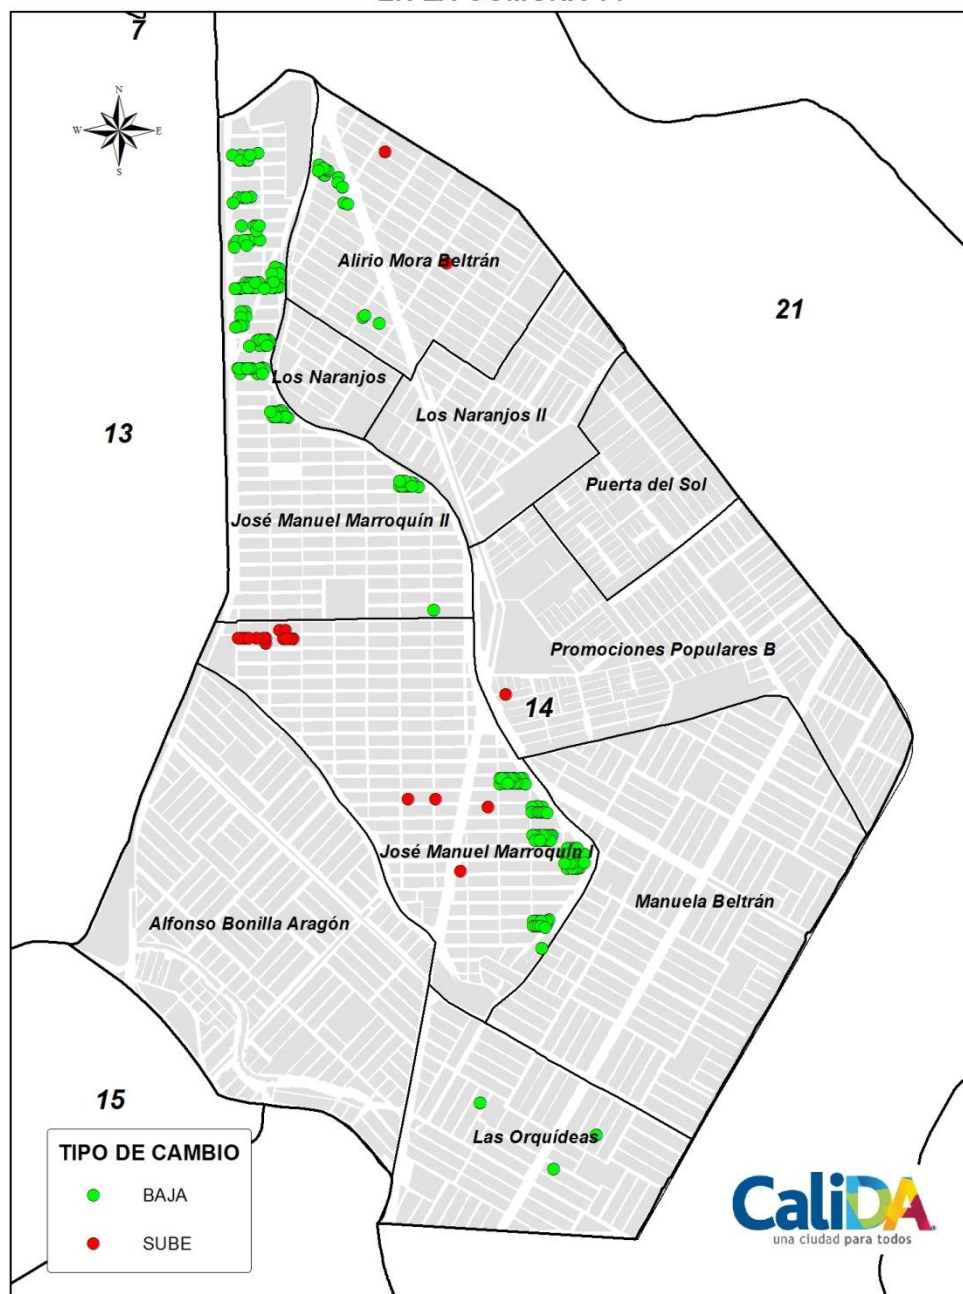 7
N
W E
S
Alirio Mora Beltrán
21
Los Naranjos
Los Naranjos II
13
Puerta del Sol
José Manuel Marroquín II
Promociones Populares B
14
José Manuel Marroquín I
Manuela Beltrán
Alfonso Bonilla Aragón
15
Las Orquídeas
TIPO DE CAMBIO
BAJA
SUBE
CaliDA
una ciudad para todos